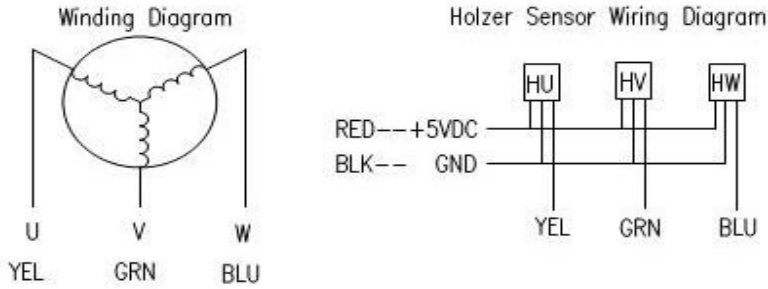 Winding Diagram
U V W
YEL GRN BLU
Holzer Sensor Wiring Diagram
HU HV HW
RED--+5VDC
BLK-- GND
YEL GRN BLU